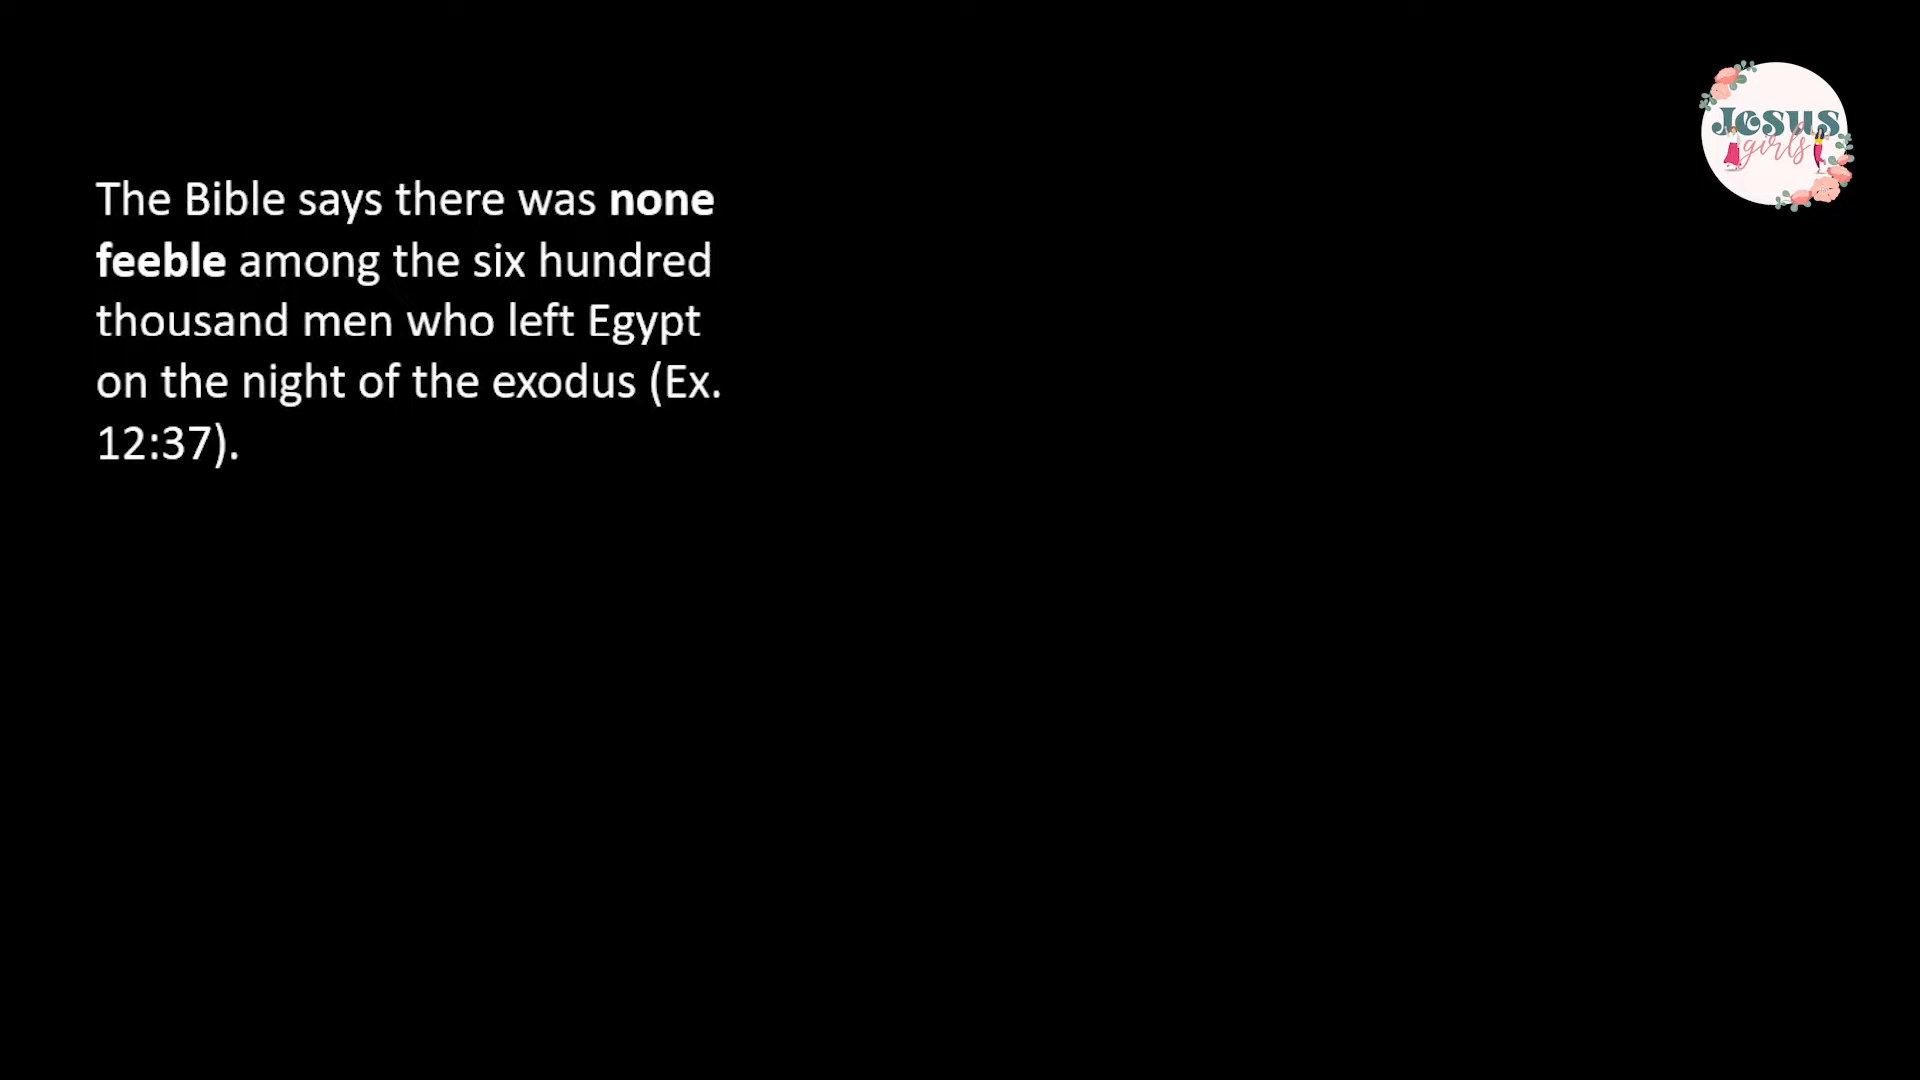 Jesus
girls
The Bible says there was none
feeble among the six hundred
thousand men who left Egypt
on the night of the exodus (Ex.
12:37).